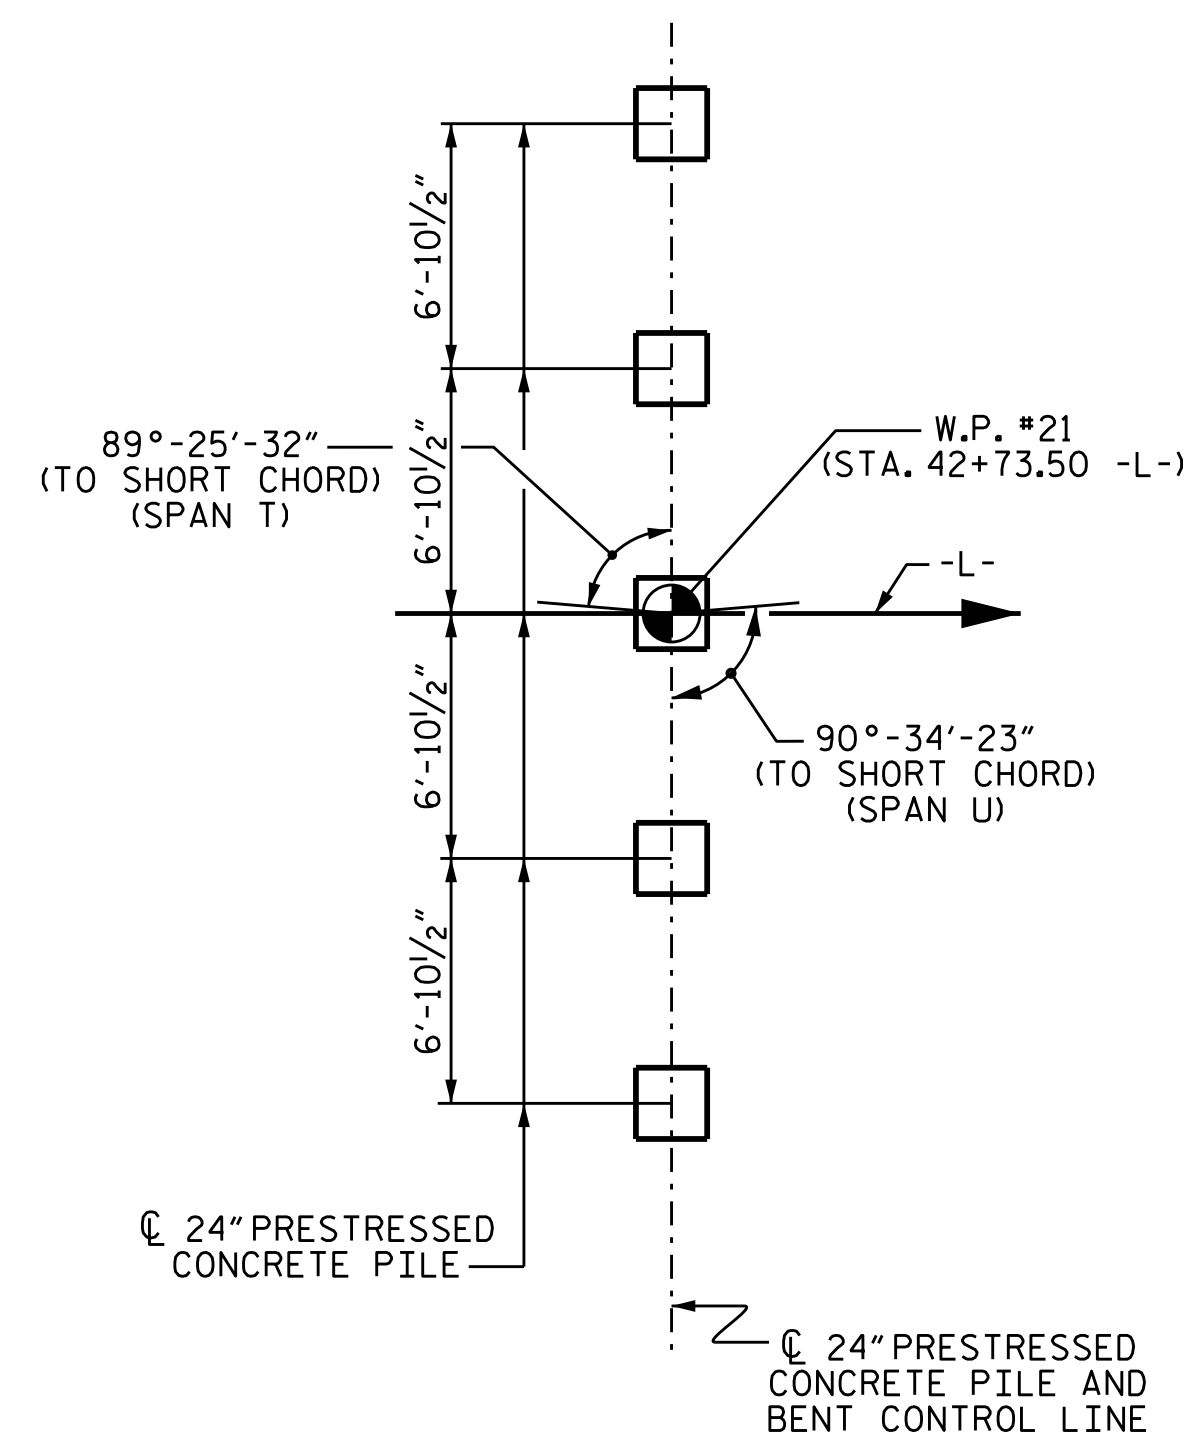 6'-10½"
6'-10½"
6'-10½"
6'-10½"
89°-25'-32"
(TO SHORT CHORD)
(SPAN T)
W.P. #21
(STA. 42+73.50 -L-)
-L-
90°-34'-23"
(TO SHORT CHORD)
(SPAN U)
℄ 24" PRESTRESSED
CONCRETE PILE
℄ 24" PRESTRESSED
CONCRETE PILE AND
BENT CONTROL LINE